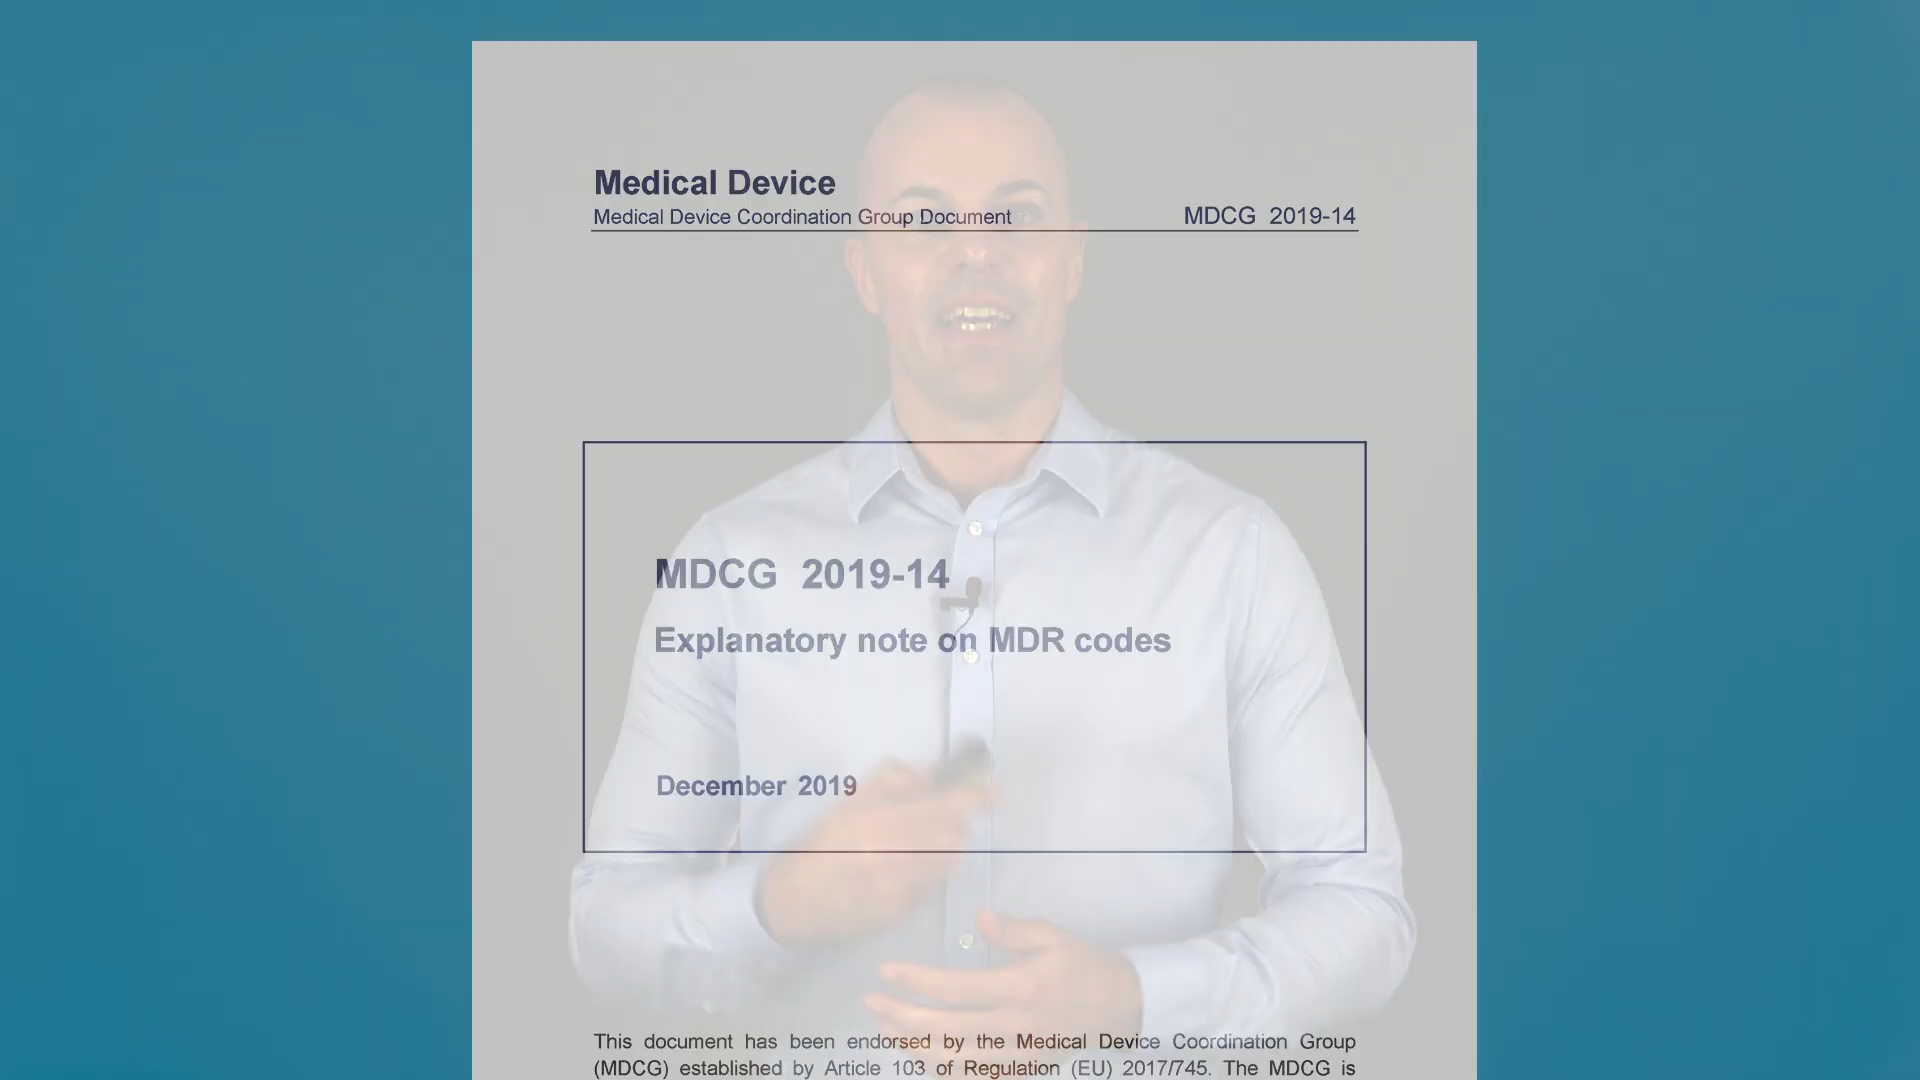 Medical Device
Medical Device Coordination Group Document MDCG 2019-14
MDCG 2019-14
Explanatory note on MDR codes
December 2019
This document has been endorsed by the Medical Device Coordination Group
(MDCG) established by Article 103 of Regulation (EU) 2017/745. The MDCG is